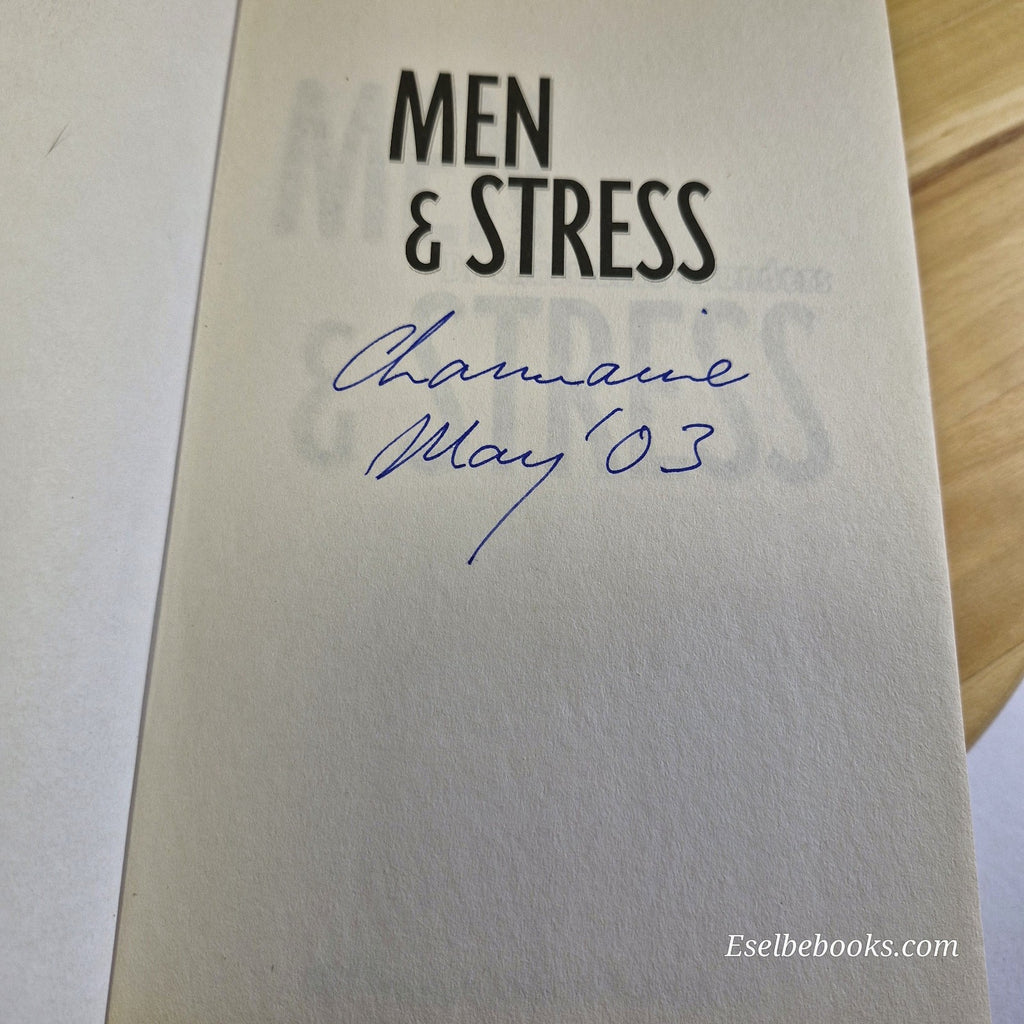 MEN
& STRESS
Charmaine
May '03
Eselbebooks.com